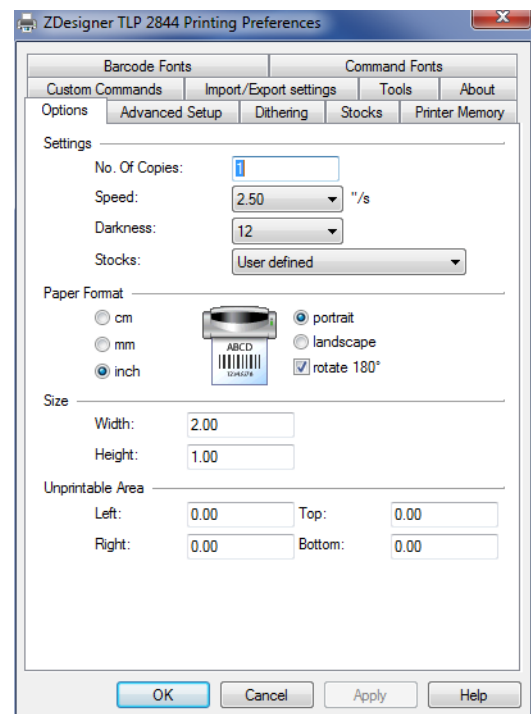 ZDesigner TLP 2844 Printing Preferences
Barcode Fonts Command Fonts
Custom Commands Import/Export settings Tools About
Options Advanced Setup Dithering Stocks Printer Memory
Settings
No. Of Copies: 1
Speed: 2.50 "/s
Darkness: 12
Stocks: User defined
Paper Format
cm portrait
mm landscape
inch rotate 180°
ABCD
12345678
Size
Width: 2.00
Height: 1.00
Unprintable Area
Left: 0.00 Top: 0.00
Right: 0.00 Bottom: 0.00
OK Cancel Apply Help